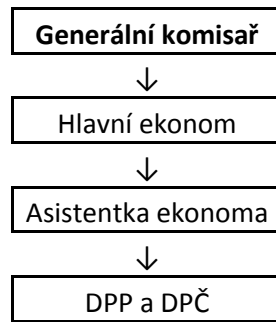 Generální komisař
↓
Hlavní ekonom
↓
Asistentka ekonoma
↓
DPP a DPČ